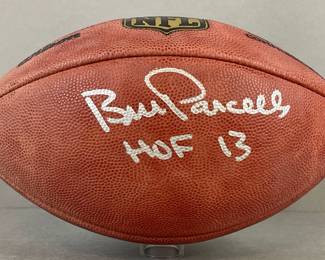 NFL
Bill Parcells
HOF 13